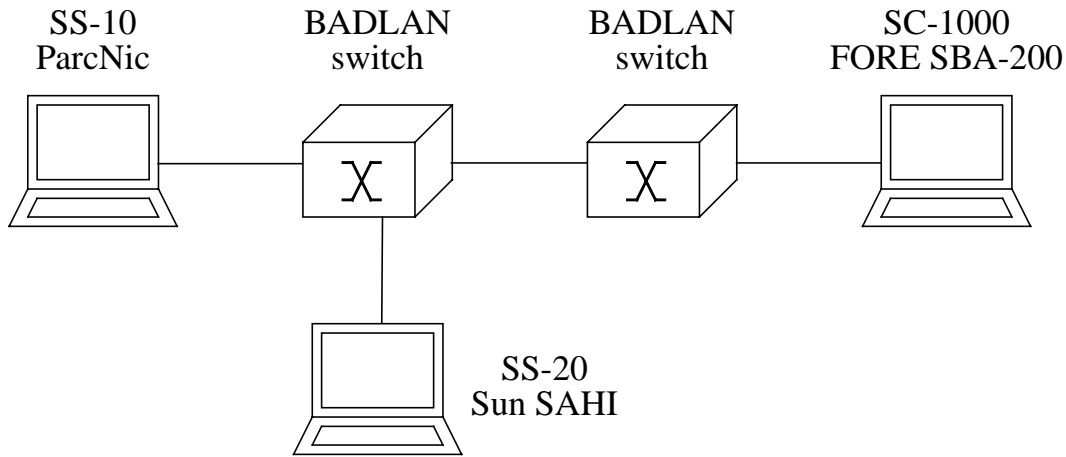 SS-10
ParcNic
BADLAN
switch
BADLAN
switch
SC-1000
FORE SBA-200
SS-20
Sun SAHI